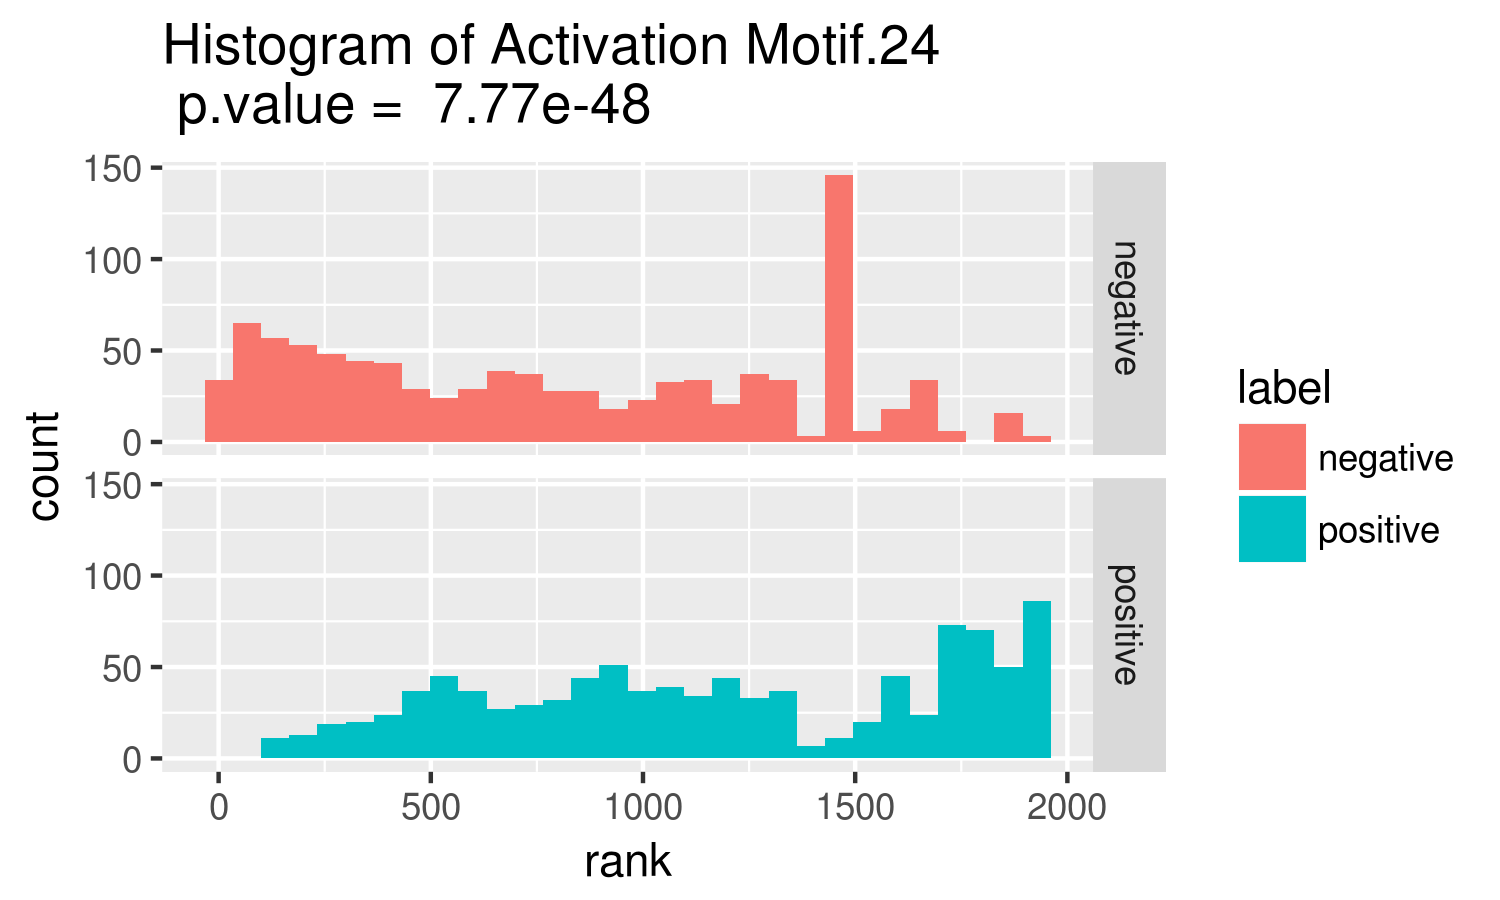 Histogram of Activation Motif.24
p.value = 7.77e-48
150
100
50
0
negative
150
100
50
0
positive
count
0 500 1000 1500 2000
rank
label
negative
positive